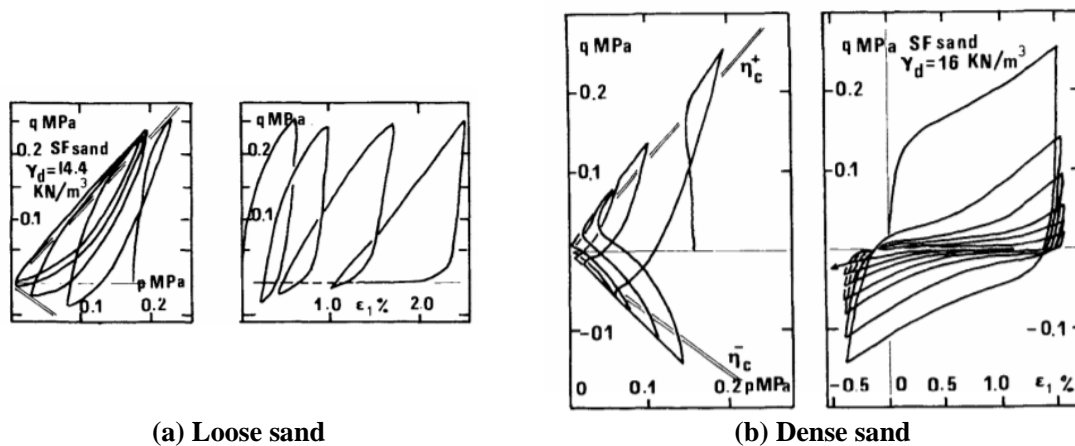 q MPa
0.2 SF sand
γd=14.4
KN/m³
0.1
p MPa
0.1 0.2
q MPa
0.2
0.1
1.0 ε₁ % 2.0
(a) Loose sand
q MPa
ηc⁺
0.2
0.1
0
-01
η̄c
0 0.1 0.2 p MPa
q MPa SF sand
γd=16 KN/m³
0.2
0.1
-0.1
-0.5 0 0.5 1.0 ε₁ %
(b) Dense sand